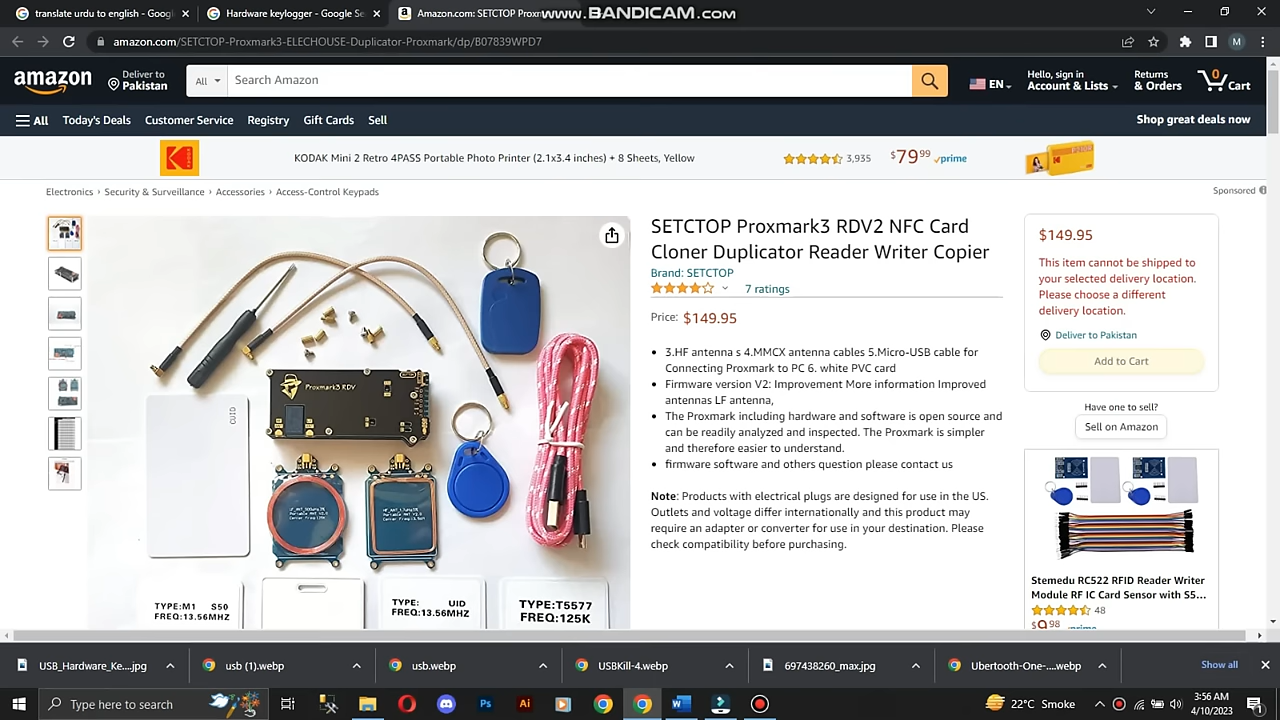 translate urdu to english - Google
Hardware keylogger - Google Se
Amazon.com: SETCTOP Proxm
www.BANDICAM.com
amazon.com/SETCTOP-Proxmark3-ELECHOUSE-Duplicator-Proxmark/dp/B07839WPD7
M
amazon
Deliver to
Pakistan
All
Search Amazon
EN
Hello, sign in
Account & Lists
Returns
& Orders
0
Cart
All
Today's Deals
Customer Service
Registry
Gift Cards
Sell
Shop great deals now
KODAK Mini 2 Retro 4PASS Portable Photo Printer (2.1x3.4 inches) + 8 Sheets, Yellow
3,935
$79.99
prime
Electronics › Security & Surveillance › Accessories › Access-Control Keypads
Sponsored
SETCTOP Proxmark3 RDV2 NFC Card
Cloner Duplicator Reader Writer Copier
Brand: SETCTOP
7 ratings
Price: $149.95
• 3.HF antenna s 4.MMCX antenna cables 5.Micro-USB cable for
Connecting Proxmark to PC 6. white PVC card
• Firmware version V2: Improvement More information Improved
antennas LF antenna,
• The Proxmark including hardware and software is open source and
can be readily analyzed and inspected. The Proxmark is simpler
and therefore easier to understand.
• firmware software and others question please contact us
Note: Products with electrical plugs are designed for use in the US.
Outlets and voltage differ internationally and this product may
require an adapter or converter for use in your destination. Please
check compatibility before purchasing.
$149.95
This item cannot be shipped to
your selected delivery location.
Please choose a different
delivery location.
Deliver to Pakistan
Add to Cart
Have one to sell?
Sell on Amazon
Stemedu RC522 RFID Reader Writer
Module RF IC Card Sensor with S5...
48
$9.98 prime
CUID
Proxmark3 RDV
TYPE:M1 S50
FREQ:13.56MHZ
TYPE: UID
FREQ:13.56MHZ
TYPE:T5577
FREQ:125K
USB_Hardware_Ke....jpg
usb (1).webp
usb.webp
USBKill-4.webp
697438260_max.jpg
Ubertooth-One-....webp
Show all
Type here to search
Ps
Ai
22°C Smoke
3:56 AM
4/10/2023